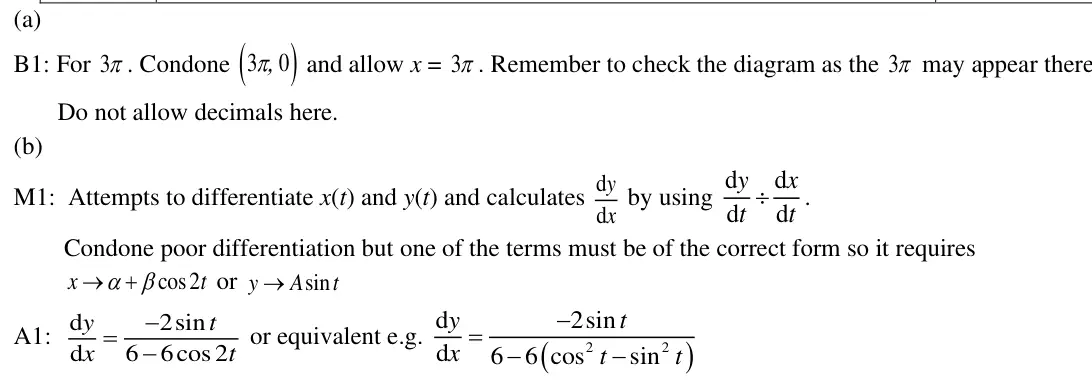 (a)
B1: For 3π . Condone (3π, 0) and allow x = 3π . Remember to check the diagram as the 3π may appear there
Do not allow decimals here.
(b)
M1: Attempts to differentiate x(t) and y(t) and calculates dy/dx by using dy/dt ÷ dx/dt .
Condone poor differentiation but one of the terms must be of the correct form so it requires
x → α + β cos 2t or y → A sin t
A1: dy/dx = −2 sin t / (6 − 6 cos 2t) or equivalent e.g. dy/dx = −2 sin t / (6 − 6(cos² t − sin² t))